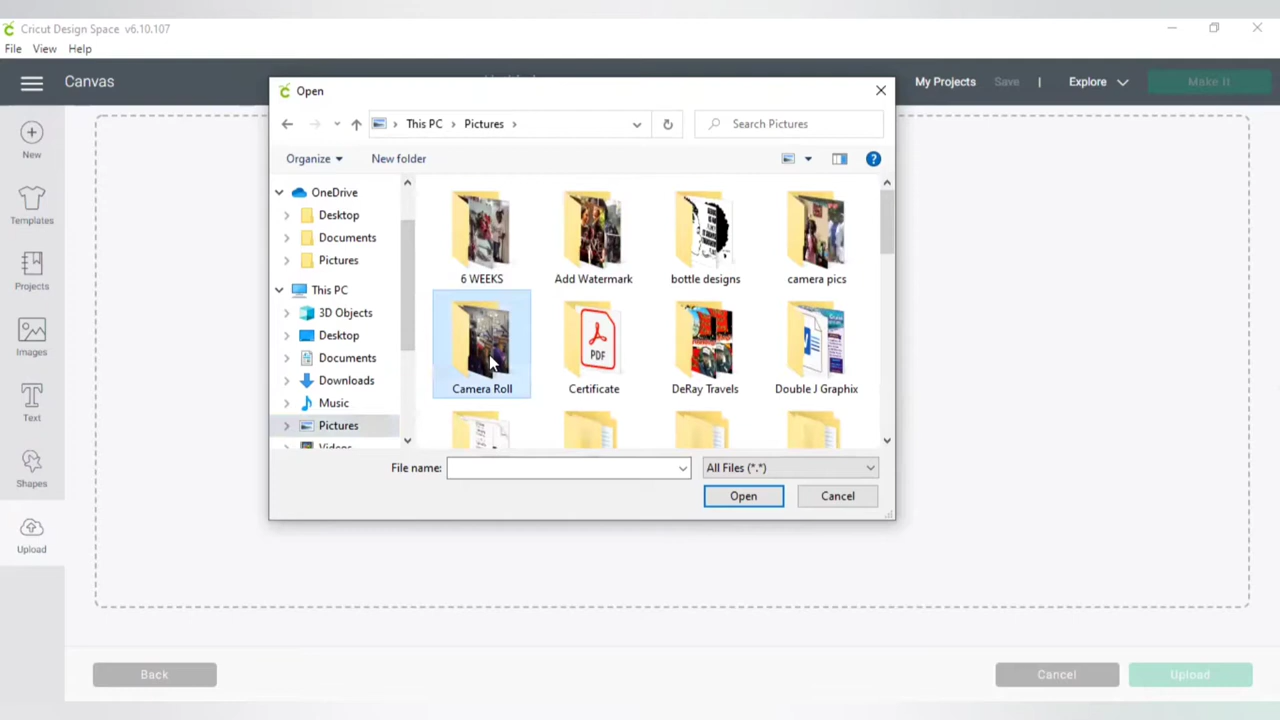 Cricut Design Space v6.10.107
File View Help
Canvas
My Projects Save | Explore Make It
New
Templates
Projects
Images
Text
Shapes
Upload
Open
This PC > Pictures >
Search Pictures
Organize New folder
OneDrive
Desktop
Documents
Pictures
This PC
3D Objects
Desktop
Documents
Downloads
Music
Pictures
Videos
6 WEEKS Add Watermark bottle designs camera pics
PDF
Camera Roll Certificate DeRay Travels Double J Graphix
File name: All Files (*.*)
Open Cancel
Back Cancel Upload